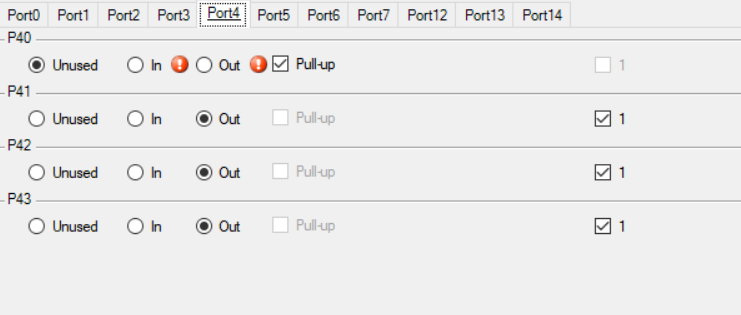 Port0 Port1 Port2 Port3 Port4 Port5 Port6 Port7 Port12 Port13 Port14
P40
Unused In Out Pull-up 1
P41
Unused In Out Pull-up 1
P42
Unused In Out Pull-up 1
P43
Unused In Out Pull-up 1